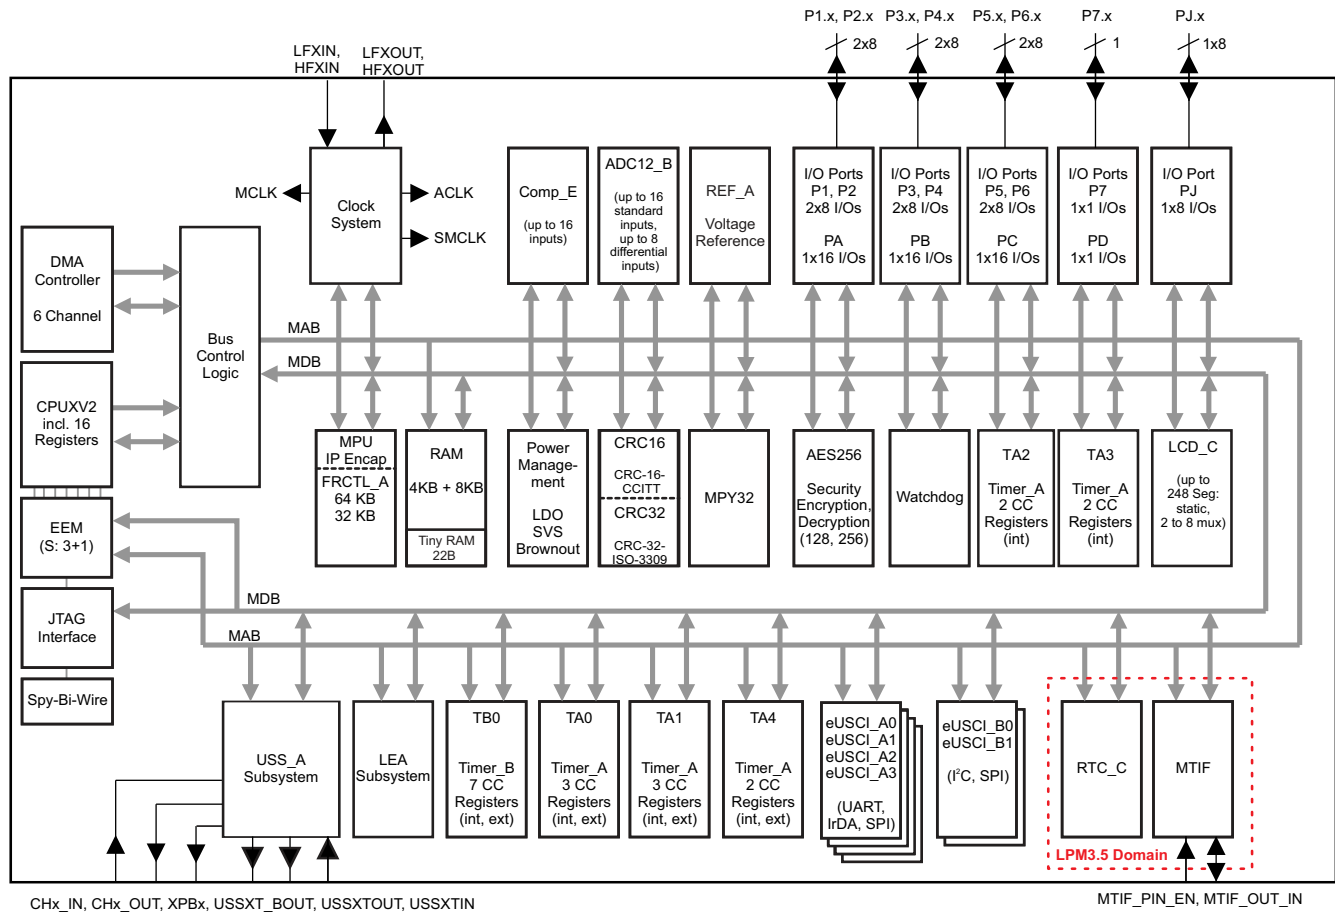 P1.x, P2.x
P3.x, P4.x
P5.x, P6.x
P7.x
PJ.x
2x8
2x8
2x8
1
1x8
LFXIN,
HFXIN
LFXOUT,
HFXOUT
MCLK
Clock
System
ACLK
SMCLK
Comp_E
(up to 16
inputs)
ADC12_B
(up to 16
standard
inputs,
up to 8
differential
inputs)
REF_A
Voltage
Reference
I/O Ports
P1, P2
2x8 I/Os
PA
1x16 I/Os
I/O Ports
P3, P4
2x8 I/Os
PB
1x16 I/Os
I/O Ports
P5, P6
2x8 I/Os
PC
1x16 I/Os
I/O Ports
P7
1x1 I/Os
PD
1x1 I/Os
I/O Port
PJ
1x8 I/Os
DMA
Controller
6 Channel
Bus
Control
Logic
MAB
MDB
CPUXV2
incl. 16
Registers
MPU
IP Encap
FRCTL_A
64 KB
32 KB
RAM
4KB + 8KB
Tiny RAM
22B
Power
Manage-
ment
LDO
SVS
Brownout
CRC16
CRC-16-
CCITT
CRC32
CRC-32-
ISO-3309
MPY32
AES256
Security
Encryption,
Decryption
(128, 256)
Watchdog
TA2
Timer_A
2 CC
Registers
(int)
TA3
Timer_A
2 CC
Registers
(int)
LCD_C
(up to
248 Seg;
static,
2 to 8 mux)
EEM
(S: 3+1)
JTAG
Interface
Spy-Bi-Wire
MDB
MAB
USS_A
Subsystem
LEA
Subsystem
TB0
Timer_B
7 CC
Registers
(int, ext)
TA0
Timer_A
3 CC
Registers
(int, ext)
TA1
Timer_A
3 CC
Registers
(int, ext)
TA4
Timer_A
2 CC
Registers
(int, ext)
eUSCI_A0
eUSCI_A1
eUSCI_A2
eUSCI_A3
(UART,
IrDA, SPI)
eUSCI_B0
eUSCI_B1
(I²C, SPI)
RTC_C
MTIF
LPM3.5 Domain
CHx_IN, CHx_OUT, XPBx, USSXT_BOUT, USSXTOUT, USSXTIN
MTIF_PIN_EN, MTIF_OUT_IN